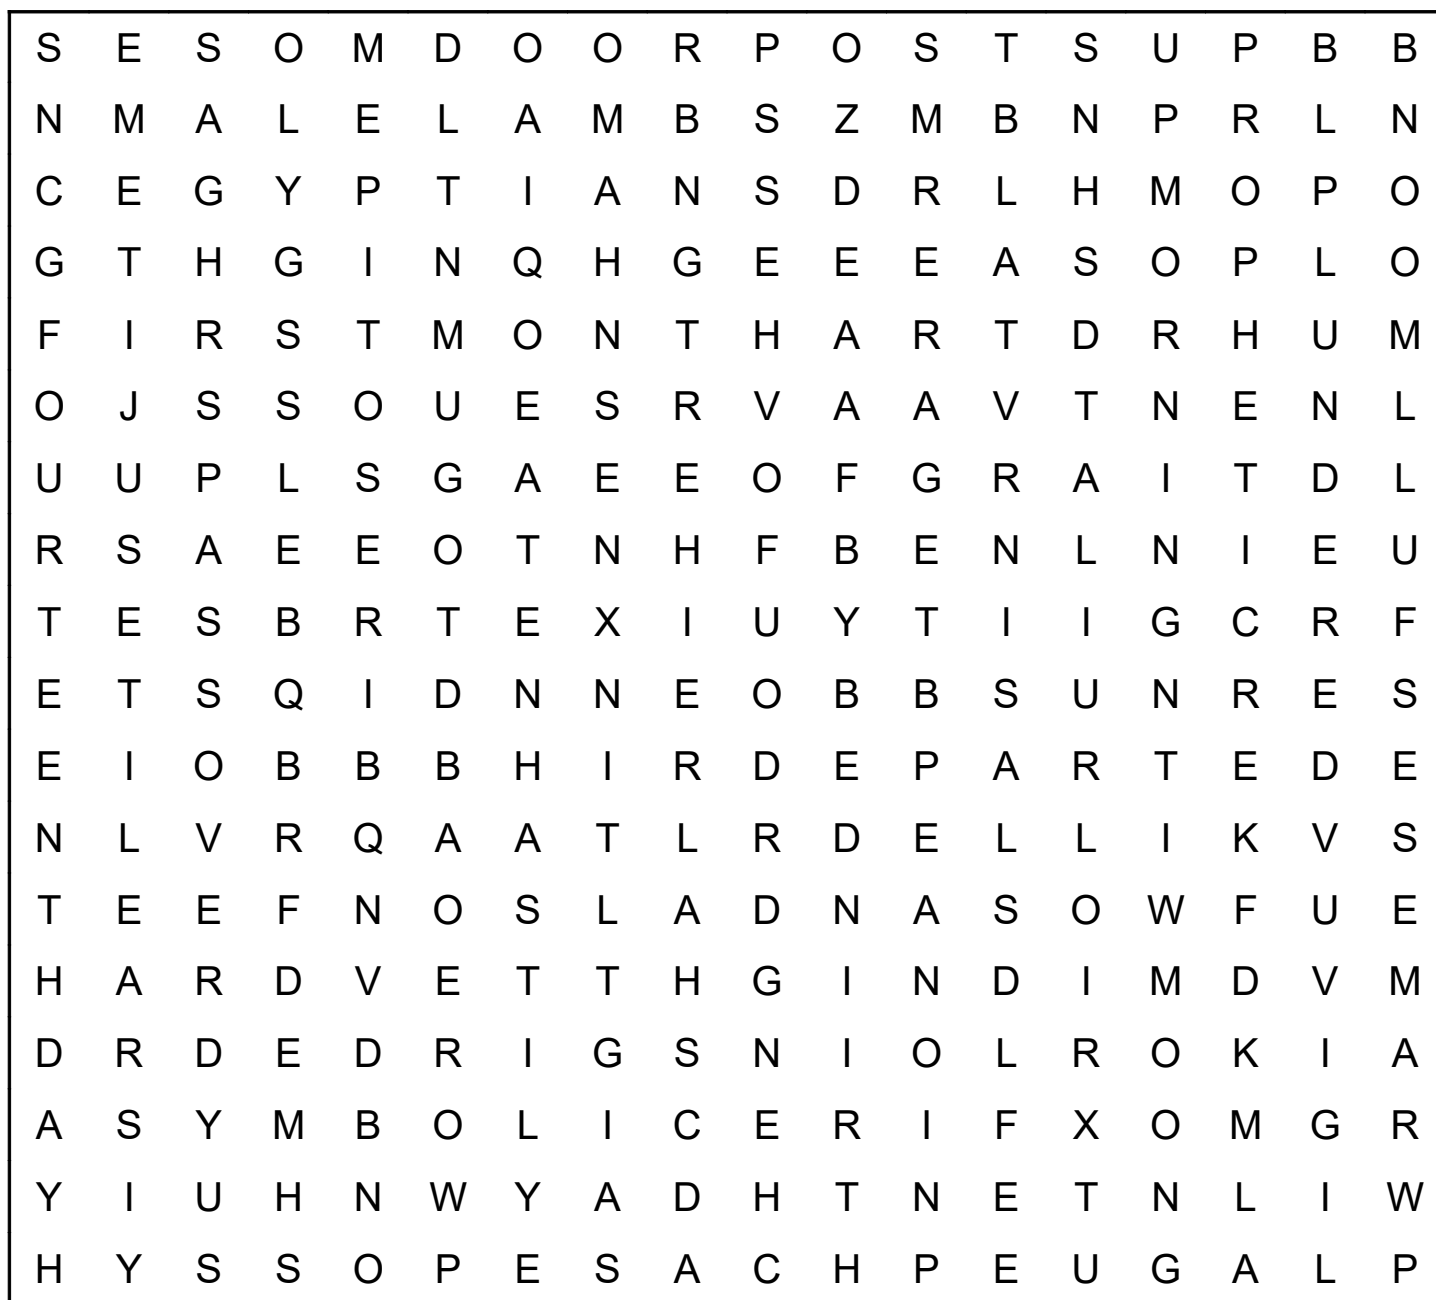 S E S O M D O O R P O S T S U P B B
N M A L E L A M B S Z M B N P R L N
C E G Y P T I A N S D R L H M O P O
G T H G I N Q H G E E E A S O P L O
F I R S T M O N T H A R T D R H U M
O J S S O U E S R V A A V T N E N L
U U P L S G A E E O F G R A I T D L
R S A E E O T N H F B E N L N I E U
T E S B R T E X I U Y T I I G C R F
E T S Q I D N N E O B B S U N R E S
E I O B B B H I R D E P A R T E D E
N L V R Q A A T L R D E L L I K V S
T E E F N O S L A D N A S O W F U E
H A R D V E T T H G I N D I M D V M
D R D E D R I G S N I O L R O K I A
A S Y M B O L I C E R I F X O M G R
Y I U H N W Y A D H T N E T N L I W
H Y S S O P E S A C H P E U G A L P